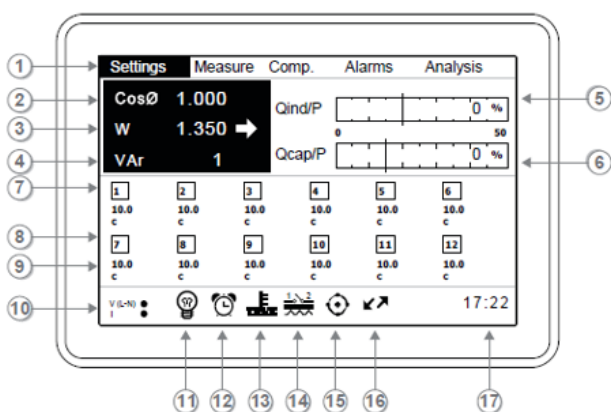 Settings Measure Comp. Alarms Analysis
CosØ 1.000
W 1.350
VAr 1
Qind/P 0 %
0 50
Qcap/P 0 %
1 2 3 4 5 6
10.0 10.0 10.0 10.0 10.0 10.0
c c c c c c
7 8 9 10 11 12
10.0 10.0 10.0 10.0 10.0 10.0
c c c c c c
V (L-N)
I
1 2
17:22
1
2
3
4
5
6
7
8
9
10
11 12 13 14 15 16 17